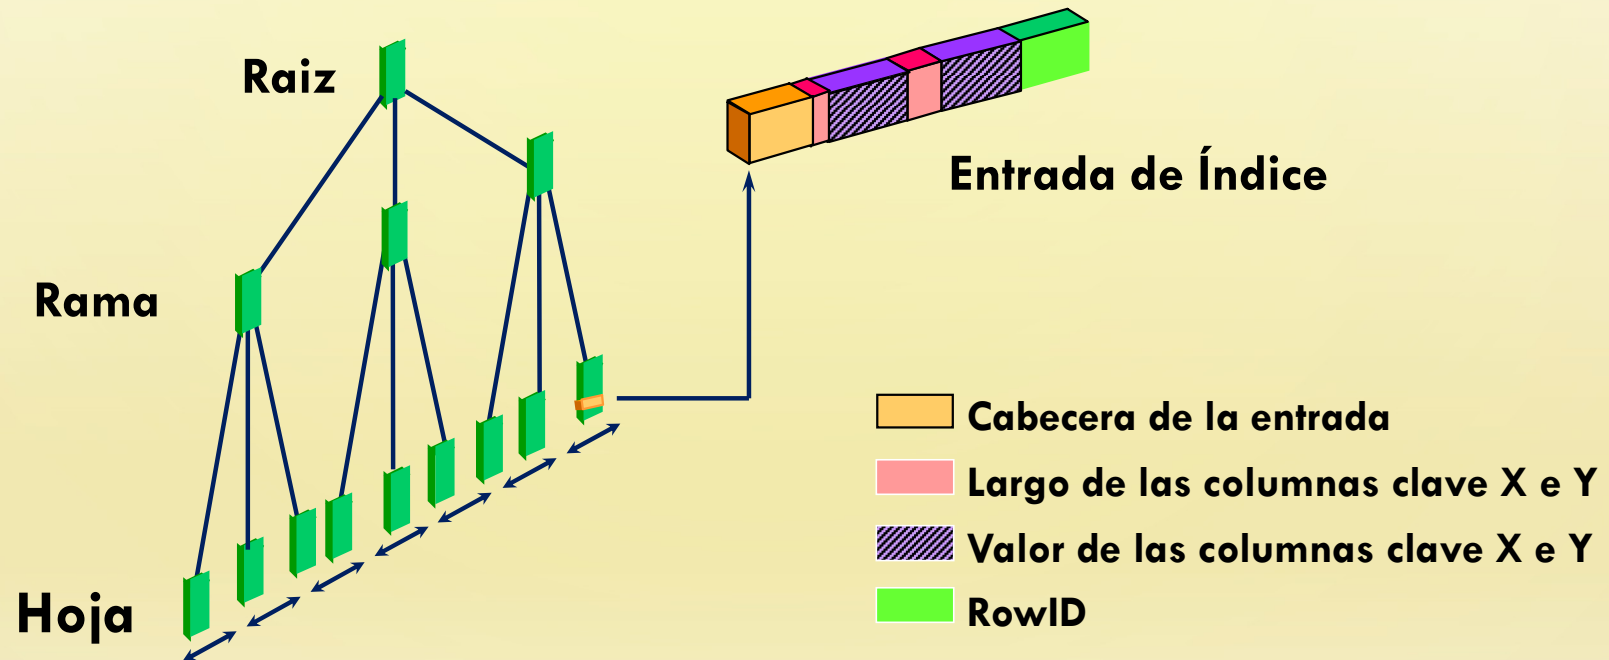 Raiz
Entrada de Índice
Rama
Cabecera de la entrada
Largo de las columnas clave X e Y
Valor de las columnas clave X e Y
Hoja
RowID